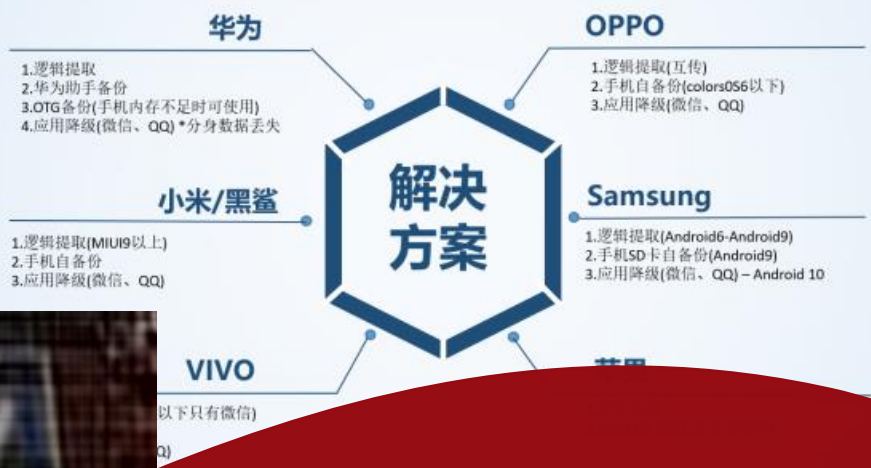 华为
1.逻辑提取
2.华为助手备份
3.OTG备份(手机内存不足时可使用)
4.应用降级(微信、QQ) *分身数据丢失
OPPO
1.逻辑提取(互传)
2.手机自备份(colorsOS6以下)
3.应用降级(微信、QQ)
解决
方案
小米/黑鲨
1.逻辑提取(MIUI9以上)
2.手机自备份
3.应用降级(微信、QQ)
Samsung
1.逻辑提取(Android6-Android9)
2.手机SD卡自备份(Android9)
3.应用降级(微信、QQ) – Android 10
VIVO
以下只有微信)
Q)